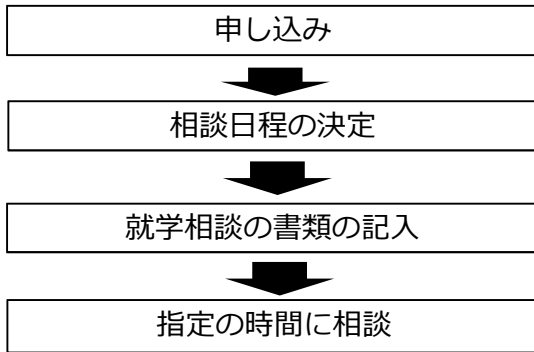 申し込み
相談日程の決定
就学相談の書類の記入
指定の時間に相談